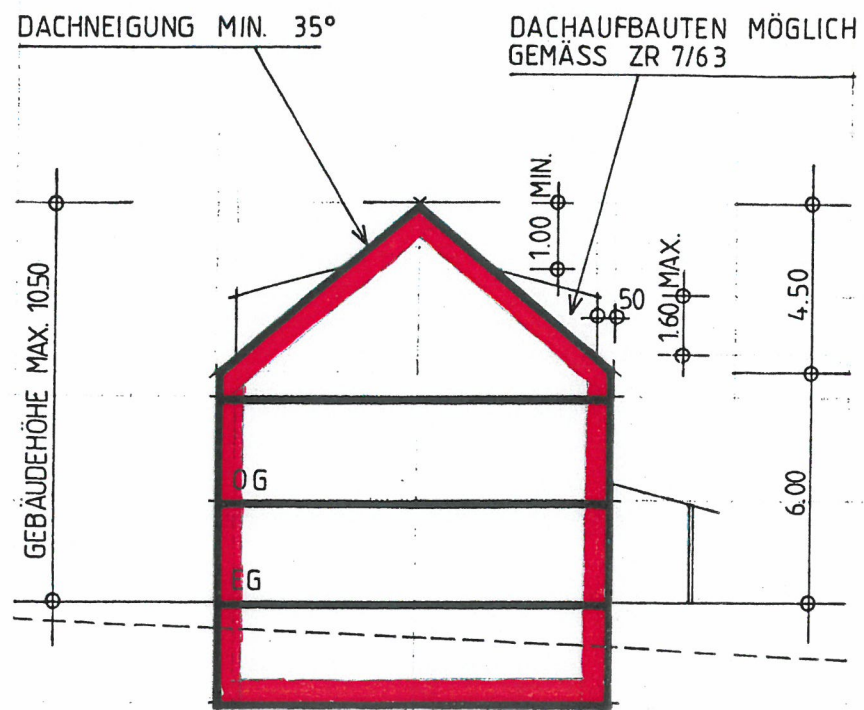 DACHNEIGUNG MIN. 35°
DACHAUFBAUTEN MÖGLICH
GEMÄSS ZR 7/63
1.00 MIN.
50
1.60 MAX.
4.50
GEBÄUDEHÖHE MAX. 10.50
OG
6.00
EG